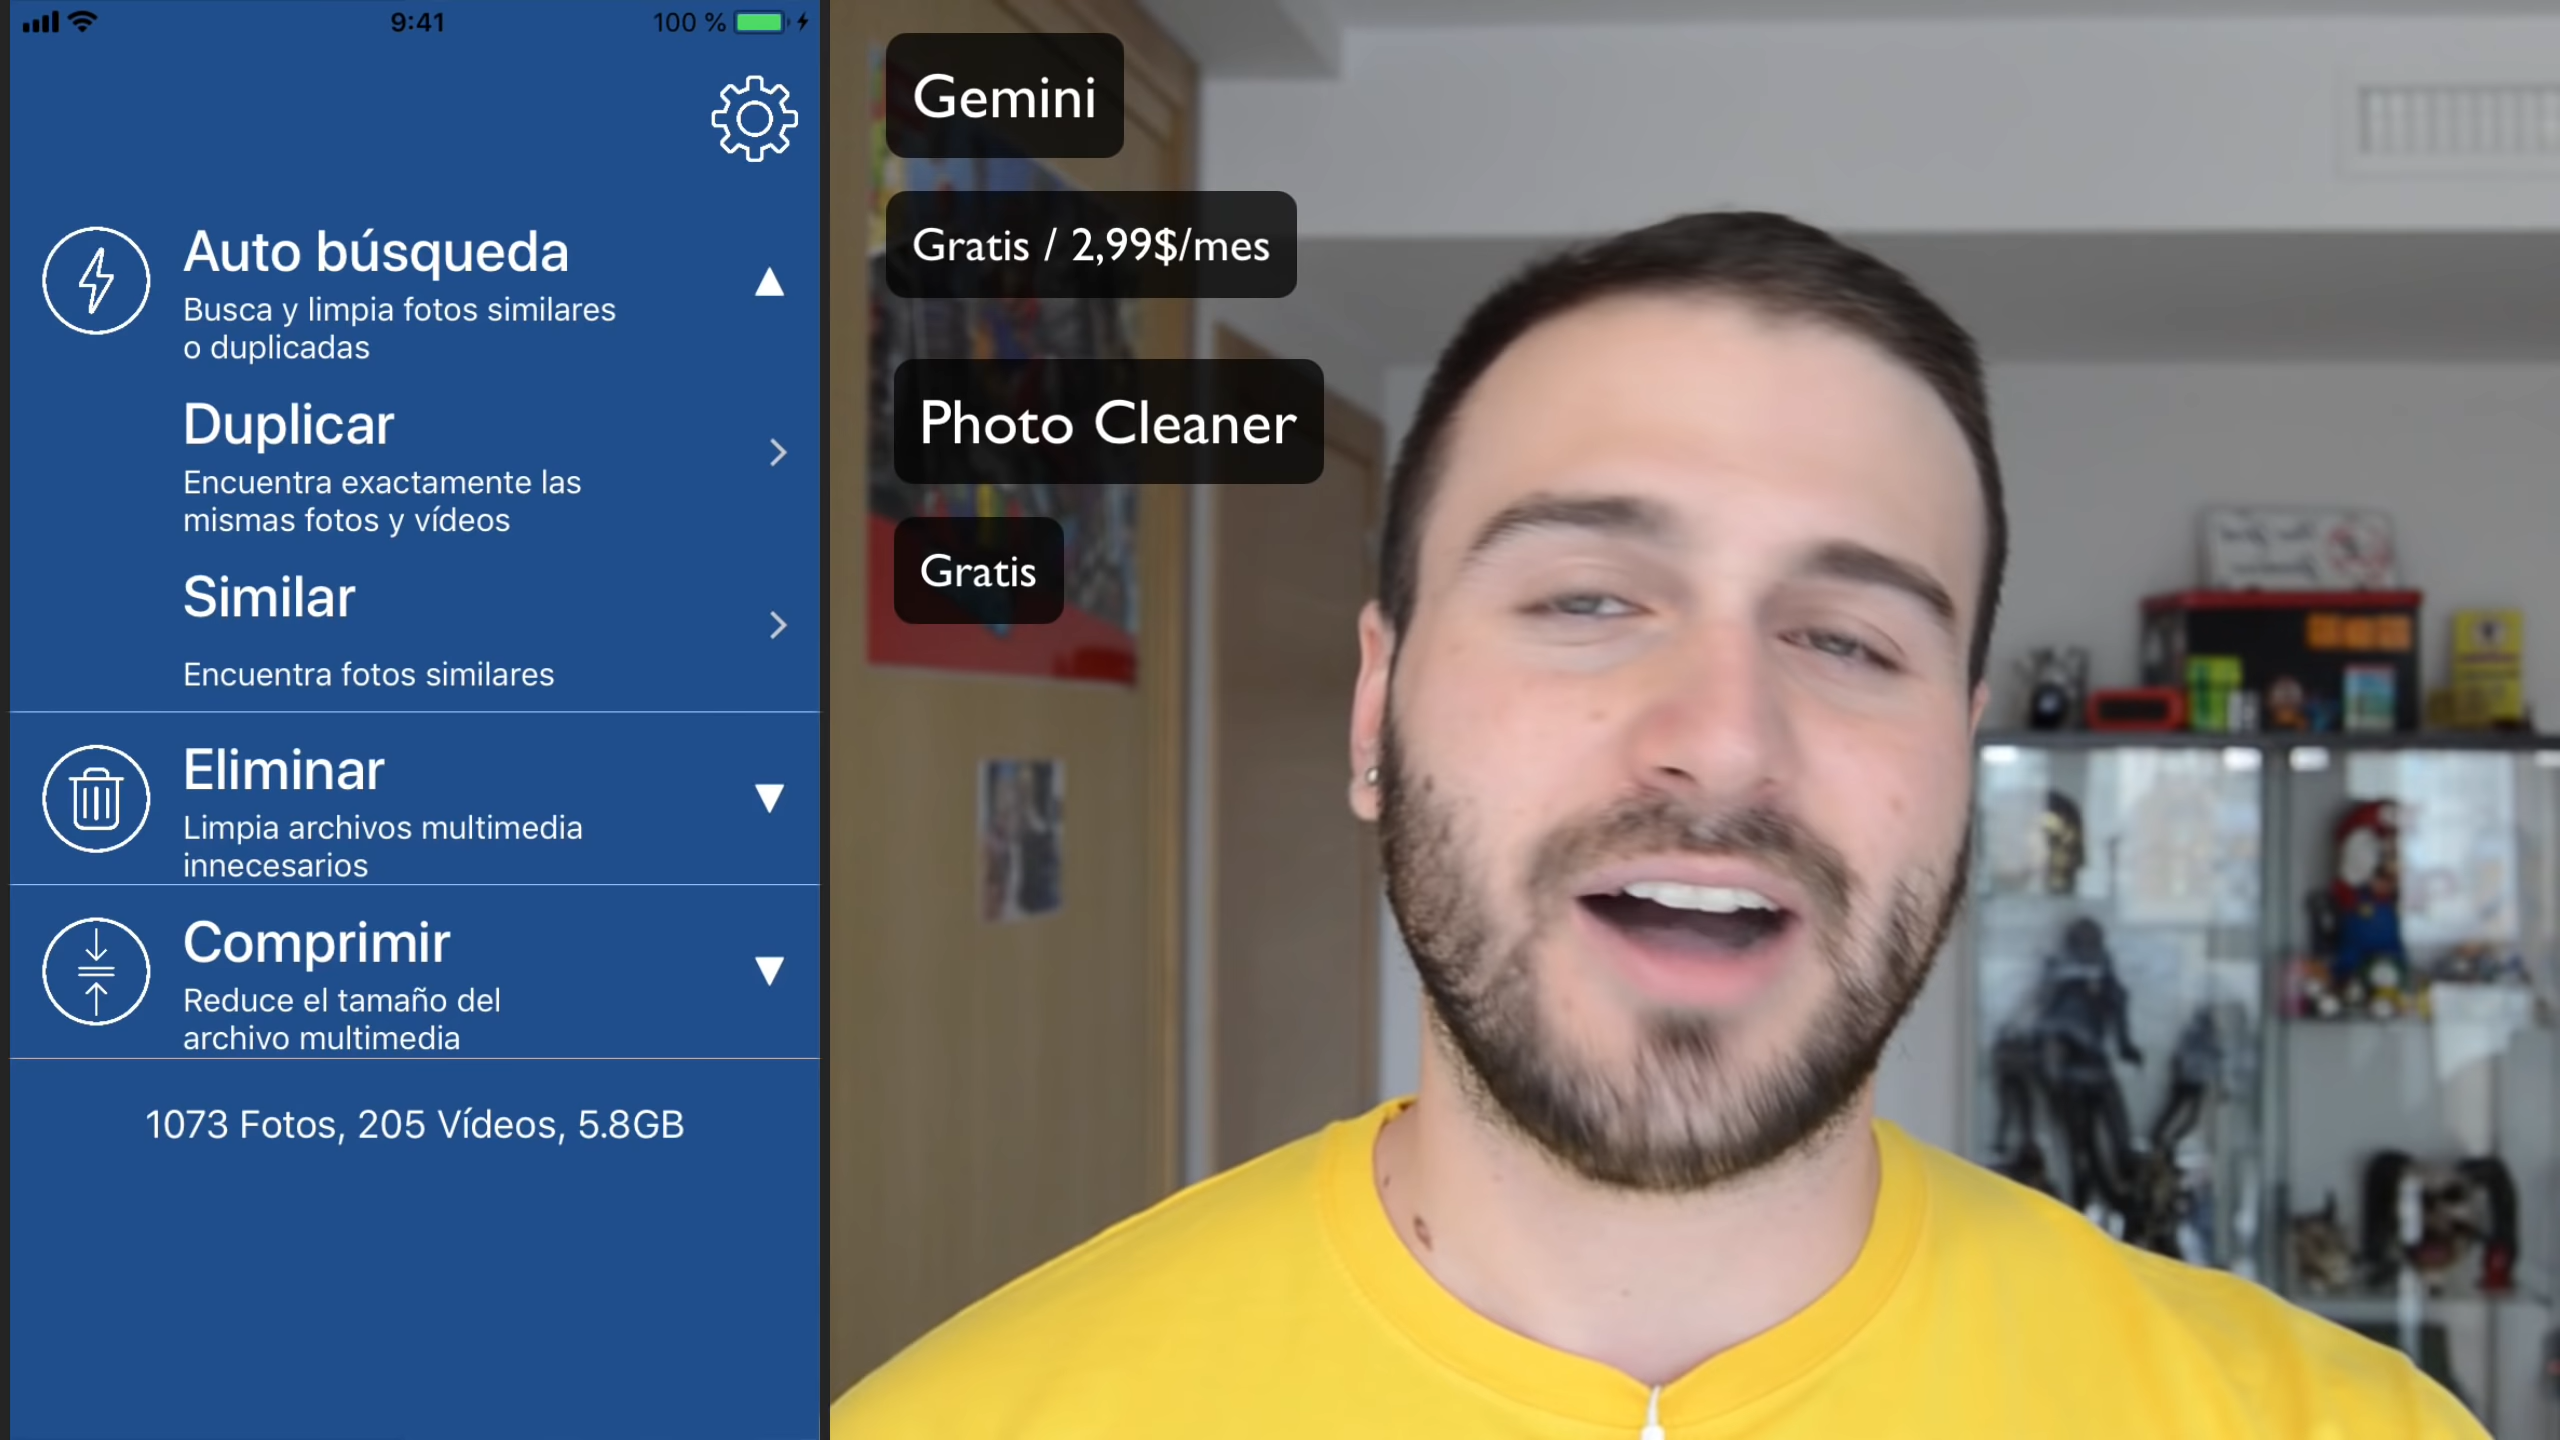 9:41
100 %
Auto búsqueda
Busca y limpia fotos similares
o duplicadas
Duplicar
Encuentra exactamente las
mismas fotos y vídeos
Similar
Encuentra fotos similares
Eliminar
Limpia archivos multimedia
innecesarios
Comprimir
Reduce el tamaño del
archivo multimedia
1073 Fotos, 205 Vídeos, 5.8GB
Gemini
Gratis / 2,99$/mes
Photo Cleaner
Gratis